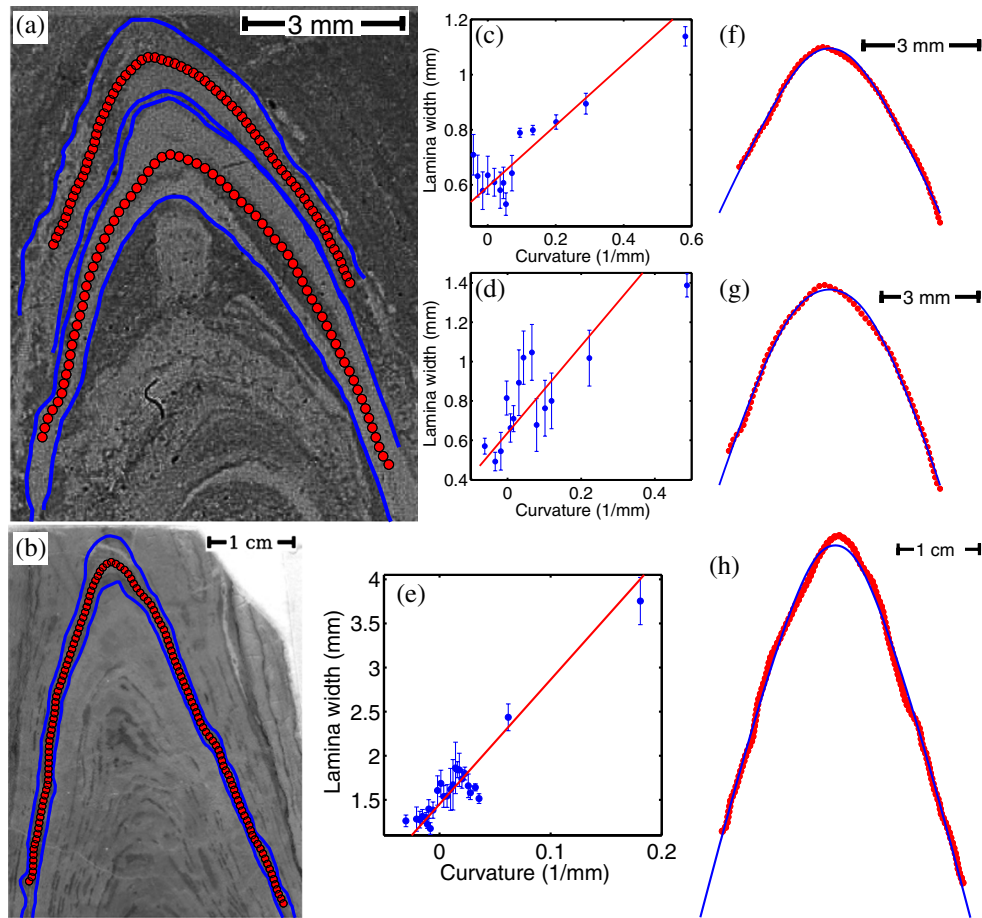 (a)
3 mm
(b)
1 cm
(c)
Lamina width (mm)
1.2
1
0.8
0.6
0
0.2
0.4
0.6
Curvature (1/mm)
(d)
Lamina width (mm)
1.4
1.2
1
0.8
0.6
0.4
0
0.2
0.4
0.6
Curvature (1/mm)
(e)
Lamina width (mm)
4
3.5
3
2.5
2
1.5
0
0.1
0.2
Curvature (1/mm)
(f)
3 mm
(g)
3 mm
(h)
1 cm